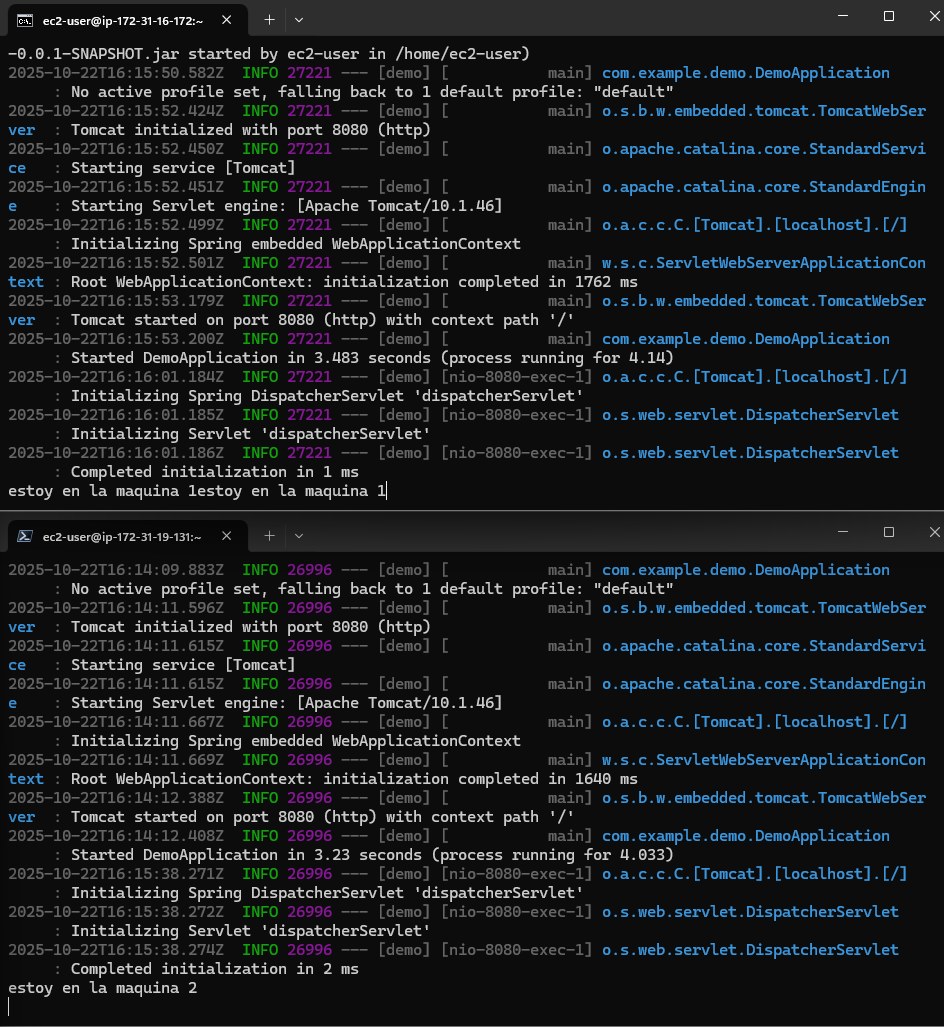 ec2-user@ip-172-31-16-172:~
-0.0.1-SNAPSHOT.jar started by ec2-user in /home/ec2-user)
2025-10-22T16:15:50.582Z  INFO 27221 --- [demo] [           main] com.example.demo.DemoApplication
     : No active profile set, falling back to 1 default profile: "default"
2025-10-22T16:15:52.424Z  INFO 27221 --- [demo] [           main] o.s.b.w.embedded.tomcat.TomcatWebSer
ver  : Tomcat initialized with port 8080 (http)
2025-10-22T16:15:52.450Z  INFO 27221 --- [demo] [           main] o.apache.catalina.core.StandardServi
ce   : Starting service [Tomcat]
2025-10-22T16:15:52.451Z  INFO 27221 --- [demo] [           main] o.apache.catalina.core.StandardEngin
e    : Starting Servlet engine: [Apache Tomcat/10.1.46]
2025-10-22T16:15:52.499Z  INFO 27221 --- [demo] [           main] o.a.c.c.C.[Tomcat].[localhost].[/]
     : Initializing Spring embedded WebApplicationContext
2025-10-22T16:15:52.501Z  INFO 27221 --- [demo] [           main] w.s.c.ServletWebServerApplicationCon
text : Root WebApplicationContext: initialization completed in 1762 ms
2025-10-22T16:15:53.179Z  INFO 27221 --- [demo] [           main] o.s.b.w.embedded.tomcat.TomcatWebSer
ver  : Tomcat started on port 8080 (http) with context path '/'
2025-10-22T16:15:53.200Z  INFO 27221 --- [demo] [           main] com.example.demo.DemoApplication
     : Started DemoApplication in 3.483 seconds (process running for 4.14)
2025-10-22T16:16:01.184Z  INFO 27221 --- [demo] [nio-8080-exec-1] o.a.c.c.C.[Tomcat].[localhost].[/]
     : Initializing Spring DispatcherServlet 'dispatcherServlet'
2025-10-22T16:16:01.185Z  INFO 27221 --- [demo] [nio-8080-exec-1] o.s.web.servlet.DispatcherServlet
     : Initializing Servlet 'dispatcherServlet'
2025-10-22T16:16:01.186Z  INFO 27221 --- [demo] [nio-8080-exec-1] o.s.web.servlet.DispatcherServlet
     : Completed initialization in 1 ms
estoy en la maquina 1estoy en la maquina 1
ec2-user@ip-172-31-19-131:~
2025-10-22T16:14:09.883Z  INFO 26996 --- [demo] [           main] com.example.demo.DemoApplication
     : No active profile set, falling back to 1 default profile: "default"
2025-10-22T16:14:11.596Z  INFO 26996 --- [demo] [           main] o.s.b.w.embedded.tomcat.TomcatWebSer
ver  : Tomcat initialized with port 8080 (http)
2025-10-22T16:14:11.615Z  INFO 26996 --- [demo] [           main] o.apache.catalina.core.StandardServi
ce   : Starting service [Tomcat]
2025-10-22T16:14:11.615Z  INFO 26996 --- [demo] [           main] o.apache.catalina.core.StandardEngin
e    : Starting Servlet engine: [Apache Tomcat/10.1.46]
2025-10-22T16:14:11.667Z  INFO 26996 --- [demo] [           main] o.a.c.c.C.[Tomcat].[localhost].[/]
     : Initializing Spring embedded WebApplicationContext
2025-10-22T16:14:11.669Z  INFO 26996 --- [demo] [           main] w.s.c.ServletWebServerApplicationCon
text : Root WebApplicationContext: initialization completed in 1640 ms
2025-10-22T16:14:12.388Z  INFO 26996 --- [demo] [           main] o.s.b.w.embedded.tomcat.TomcatWebSer
ver  : Tomcat started on port 8080 (http) with context path '/'
2025-10-22T16:14:12.408Z  INFO 26996 --- [demo] [           main] com.example.demo.DemoApplication
     : Started DemoApplication in 3.23 seconds (process running for 4.033)
2025-10-22T16:15:38.271Z  INFO 26996 --- [demo] [nio-8080-exec-1] o.a.c.c.C.[Tomcat].[localhost].[/]
     : Initializing Spring DispatcherServlet 'dispatcherServlet'
2025-10-22T16:15:38.272Z  INFO 26996 --- [demo] [nio-8080-exec-1] o.s.web.servlet.DispatcherServlet
     : Initializing Servlet 'dispatcherServlet'
2025-10-22T16:15:38.274Z  INFO 26996 --- [demo] [nio-8080-exec-1] o.s.web.servlet.DispatcherServlet
     : Completed initialization in 2 ms
estoy en la maquina 2